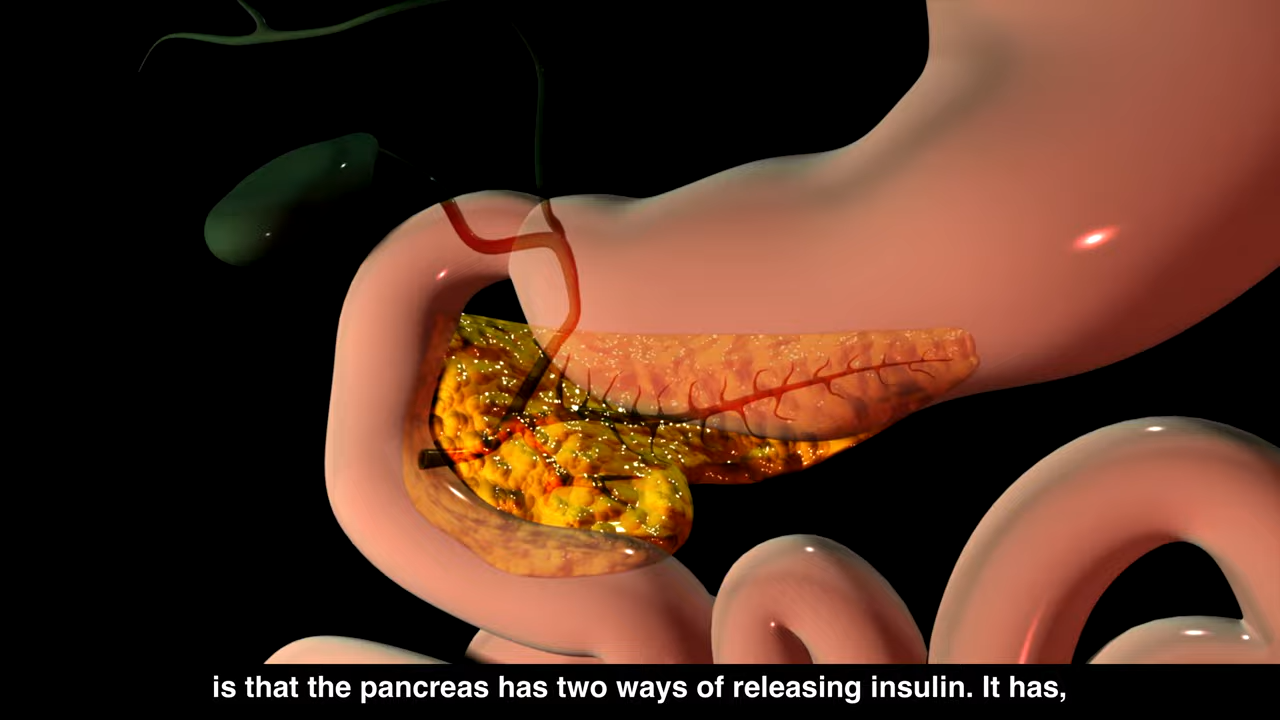 is that the pancreas has two ways of releasing insulin. It has,